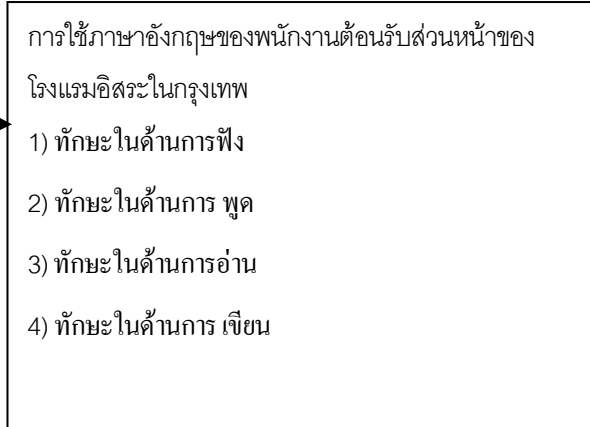 การใช้ภาษาอังกฤษของพนักงานต้อนรับส่วนหน้าของ
โรงแรมอิสระในกรุงเทพ
1) ทักษะในด้านการฟัง
2) ทักษะในด้านการ พูด
3) ทักษะในด้านการอ่าน
4) ทักษะในด้านการ เขียน